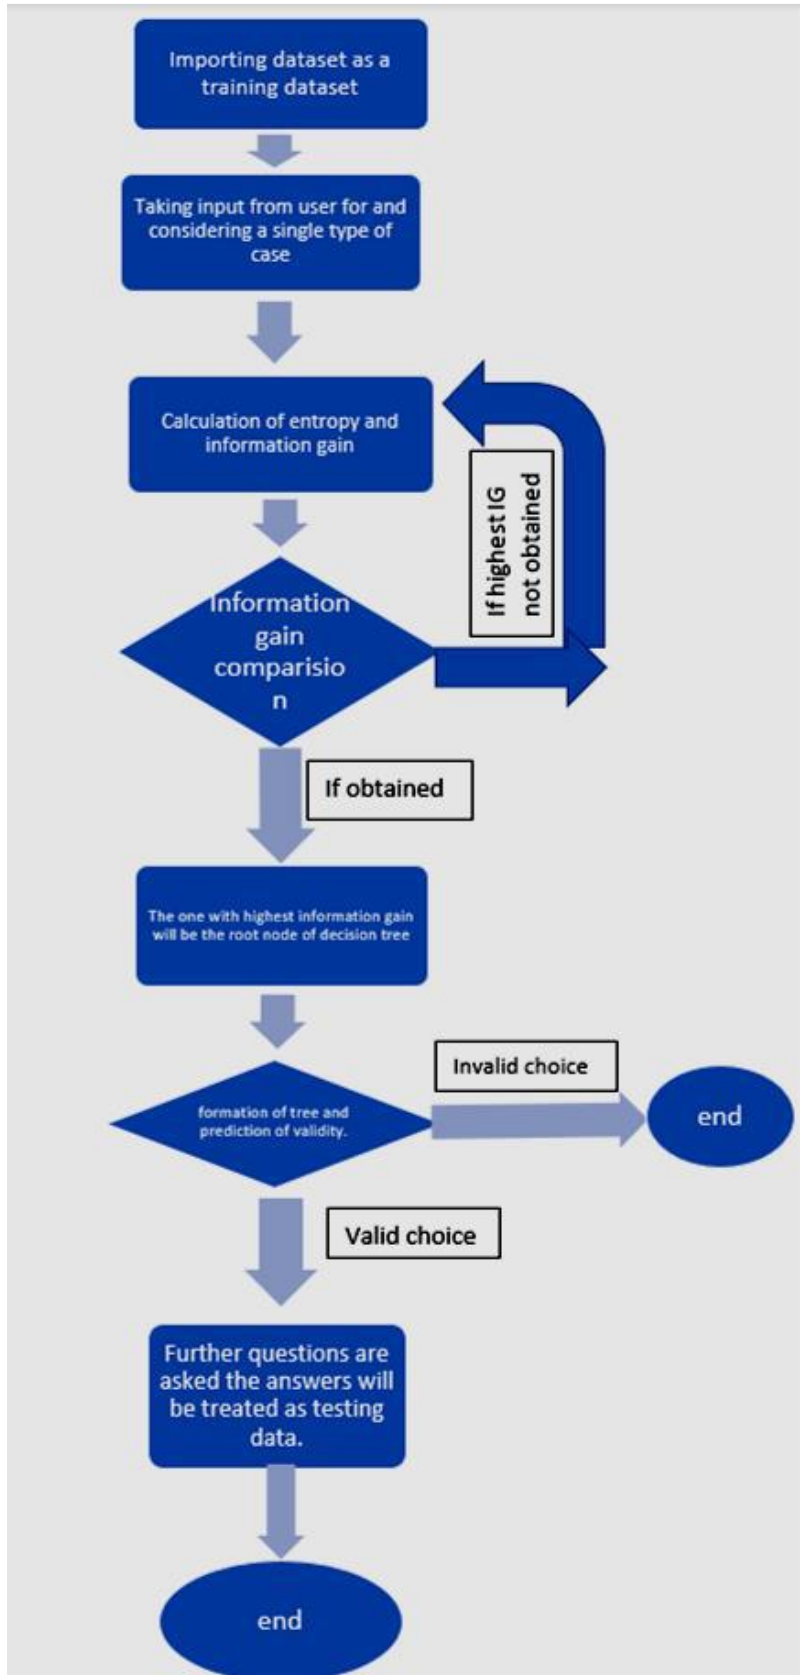 Importing dataset as a
training dataset
Taking input from user for and
considering a single type of
case
Calculation of entropy and
information gain
If highest IG
not obtained
Information
gain
comparisio
n
If obtained
The one with highest information gain
will be the root node of decision tree
Invalid choice
formation of tree and
prediction of validity.
end
Valid choice
Further questions are
asked the answers will
be treated as testing
data.
end